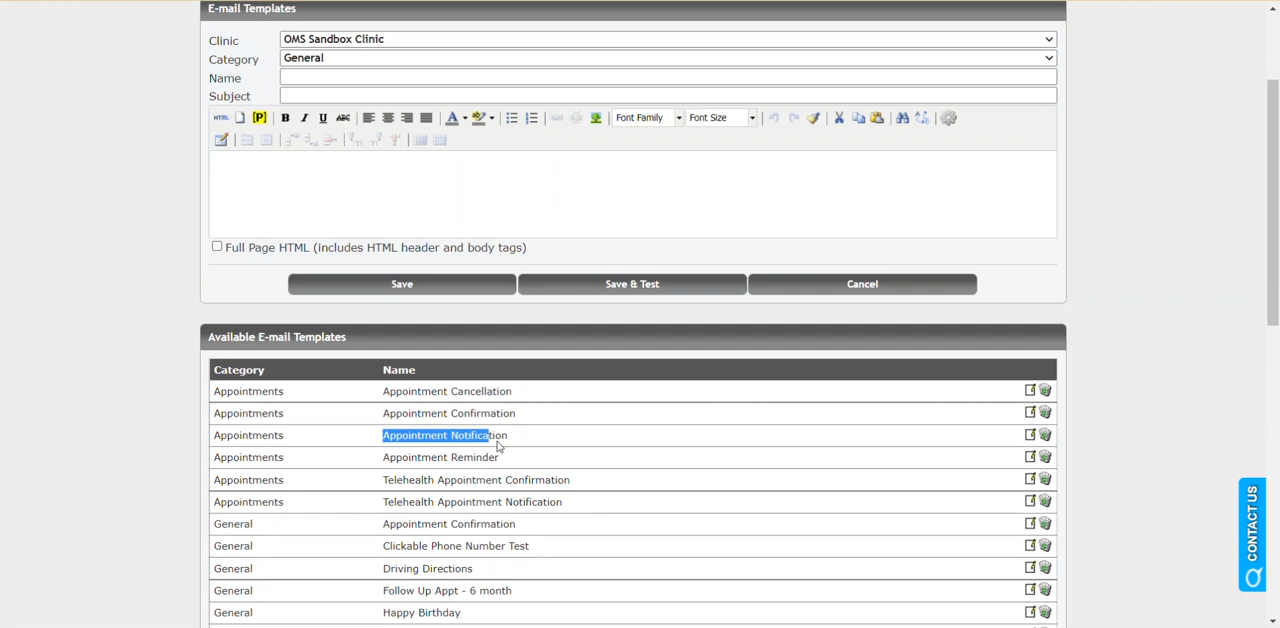 E-mail Templates
Clinic OMS Sandbox Clinic
Category General
Name
Subject
HTML [P] B I U ABC A ab Font Family Font Size
Full Page HTML (includes HTML header and body tags)
Save Save & Test Cancel
Available E-mail Templates
Category Name
Appointments Appointment Cancellation
Appointments Appointment Confirmation
Appointments Appointment Notification
Appointments Appointment Reminder
Appointments Telehealth Appointment Confirmation
Appointments Telehealth Appointment Notification
General Appointment Confirmation
General Clickable Phone Number Test
General Driving Directions
General Follow Up Appt - 6 month
General Happy Birthday
CONTACT US